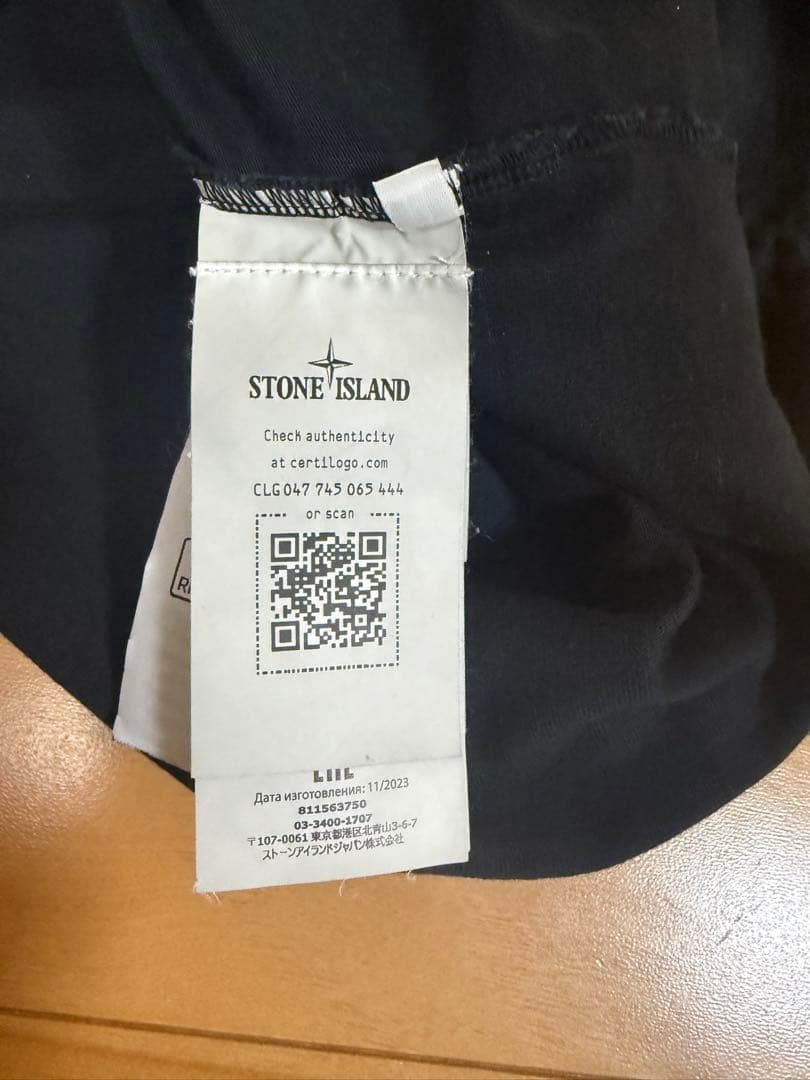 STONE ISLAND
Check authenticity
at certilogo.com
CLG 047 745 065 444
or scan
Дата изготовления: 11/2023
811563750
03-3400-1707
〒107-0061 東京都港区北青山3-6-7
ストーンアイランドジャパン株式会社